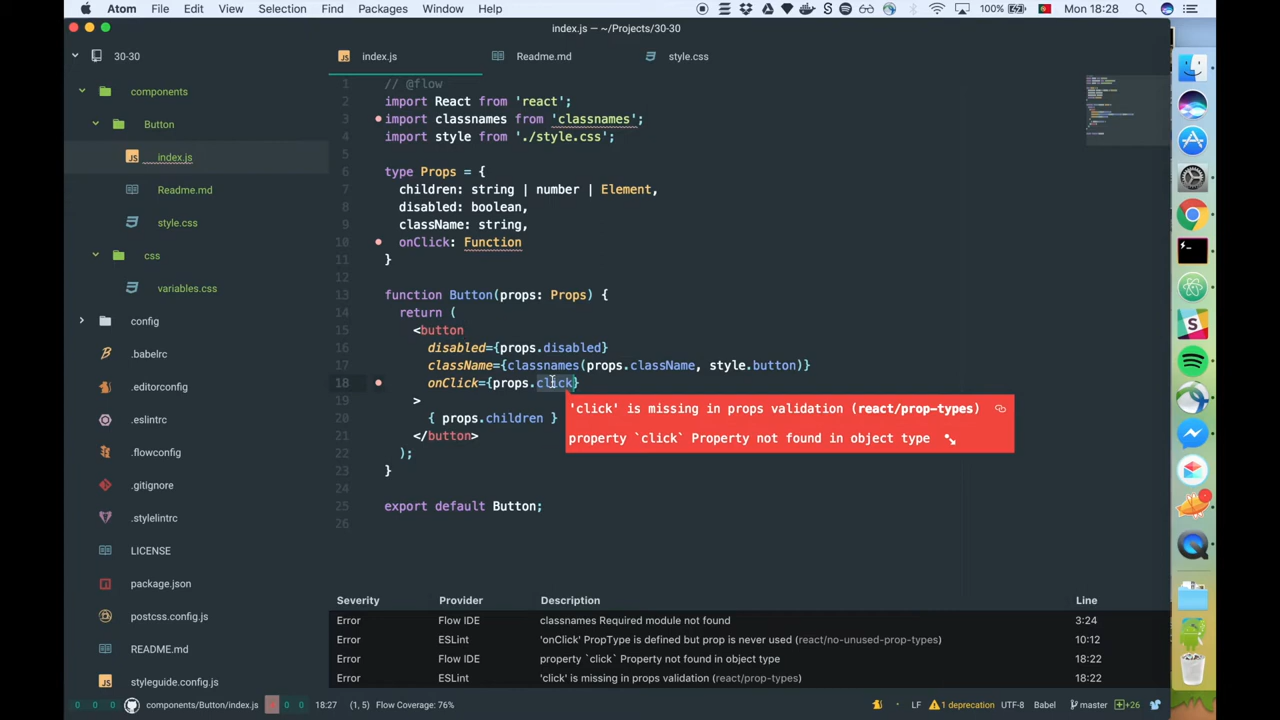 Atom File Edit View Selection Find Packages Window Help 100% Mon 18:28
index.js — ~/Projects/30-30
30-30
index.js
Readme.md
style.css
components
Button
index.js
Readme.md
style.css
css
variables.css
config
.babelrc
.editorconfig
.eslintrc
.flowconfig
.gitignore
.stylelintrc
LICENSE
package.json
postcss.config.js
README.md
styleguide.config.js
1 // @flow
2 import React from 'react';
3 import classnames from 'classnames';
4 import style from './style.css';
5
6 type Props = {
7 children: string | number | Element,
8 disabled: boolean,
9 className: string,
10 onClick: Function
11 }
12
13 function Button(props: Props) {
14 return (
15 <button
16 disabled={props.disabled}
17 className={classnames(props.className, style.button)}
18 onClick={props.click}
19 >
20 { props.children }
21 </button>
22 );
23 }
24
25 export default Button;
26
'click' is missing in props validation (react/prop-types)
property `click` Property not found in object type
Severity Provider Description Line
Error Flow IDE classnames Required module not found 3:24
Error ESLint 'onClick' PropType is defined but prop is never used (react/no-unused-prop-types) 10:12
Error Flow IDE property `click` Property not found in object type 18:22
Error ESLint 'click' is missing in props validation (react/prop-types) 18:22
0 0 0 components/Button/index.js 0 0 18:27 (1, 5) Flow Coverage: 76% LF 1 deprecation UTF-8 Babel master +26